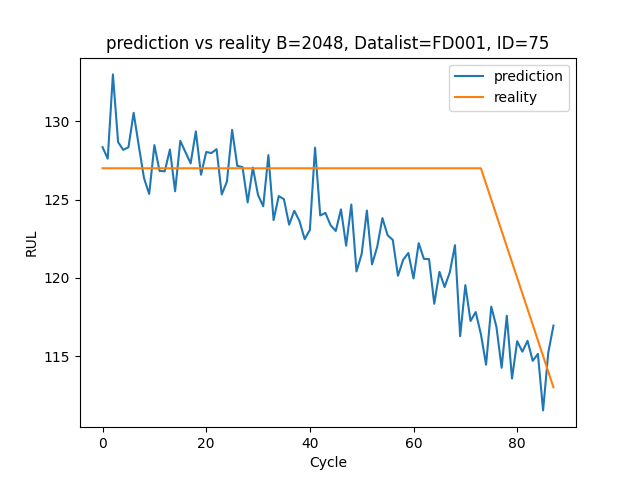 prediction vs reality B=2048, Datalist=FD001, ID=75
prediction
reality
130
125
120
115
RUL
0 20 40 60 80
Cycle